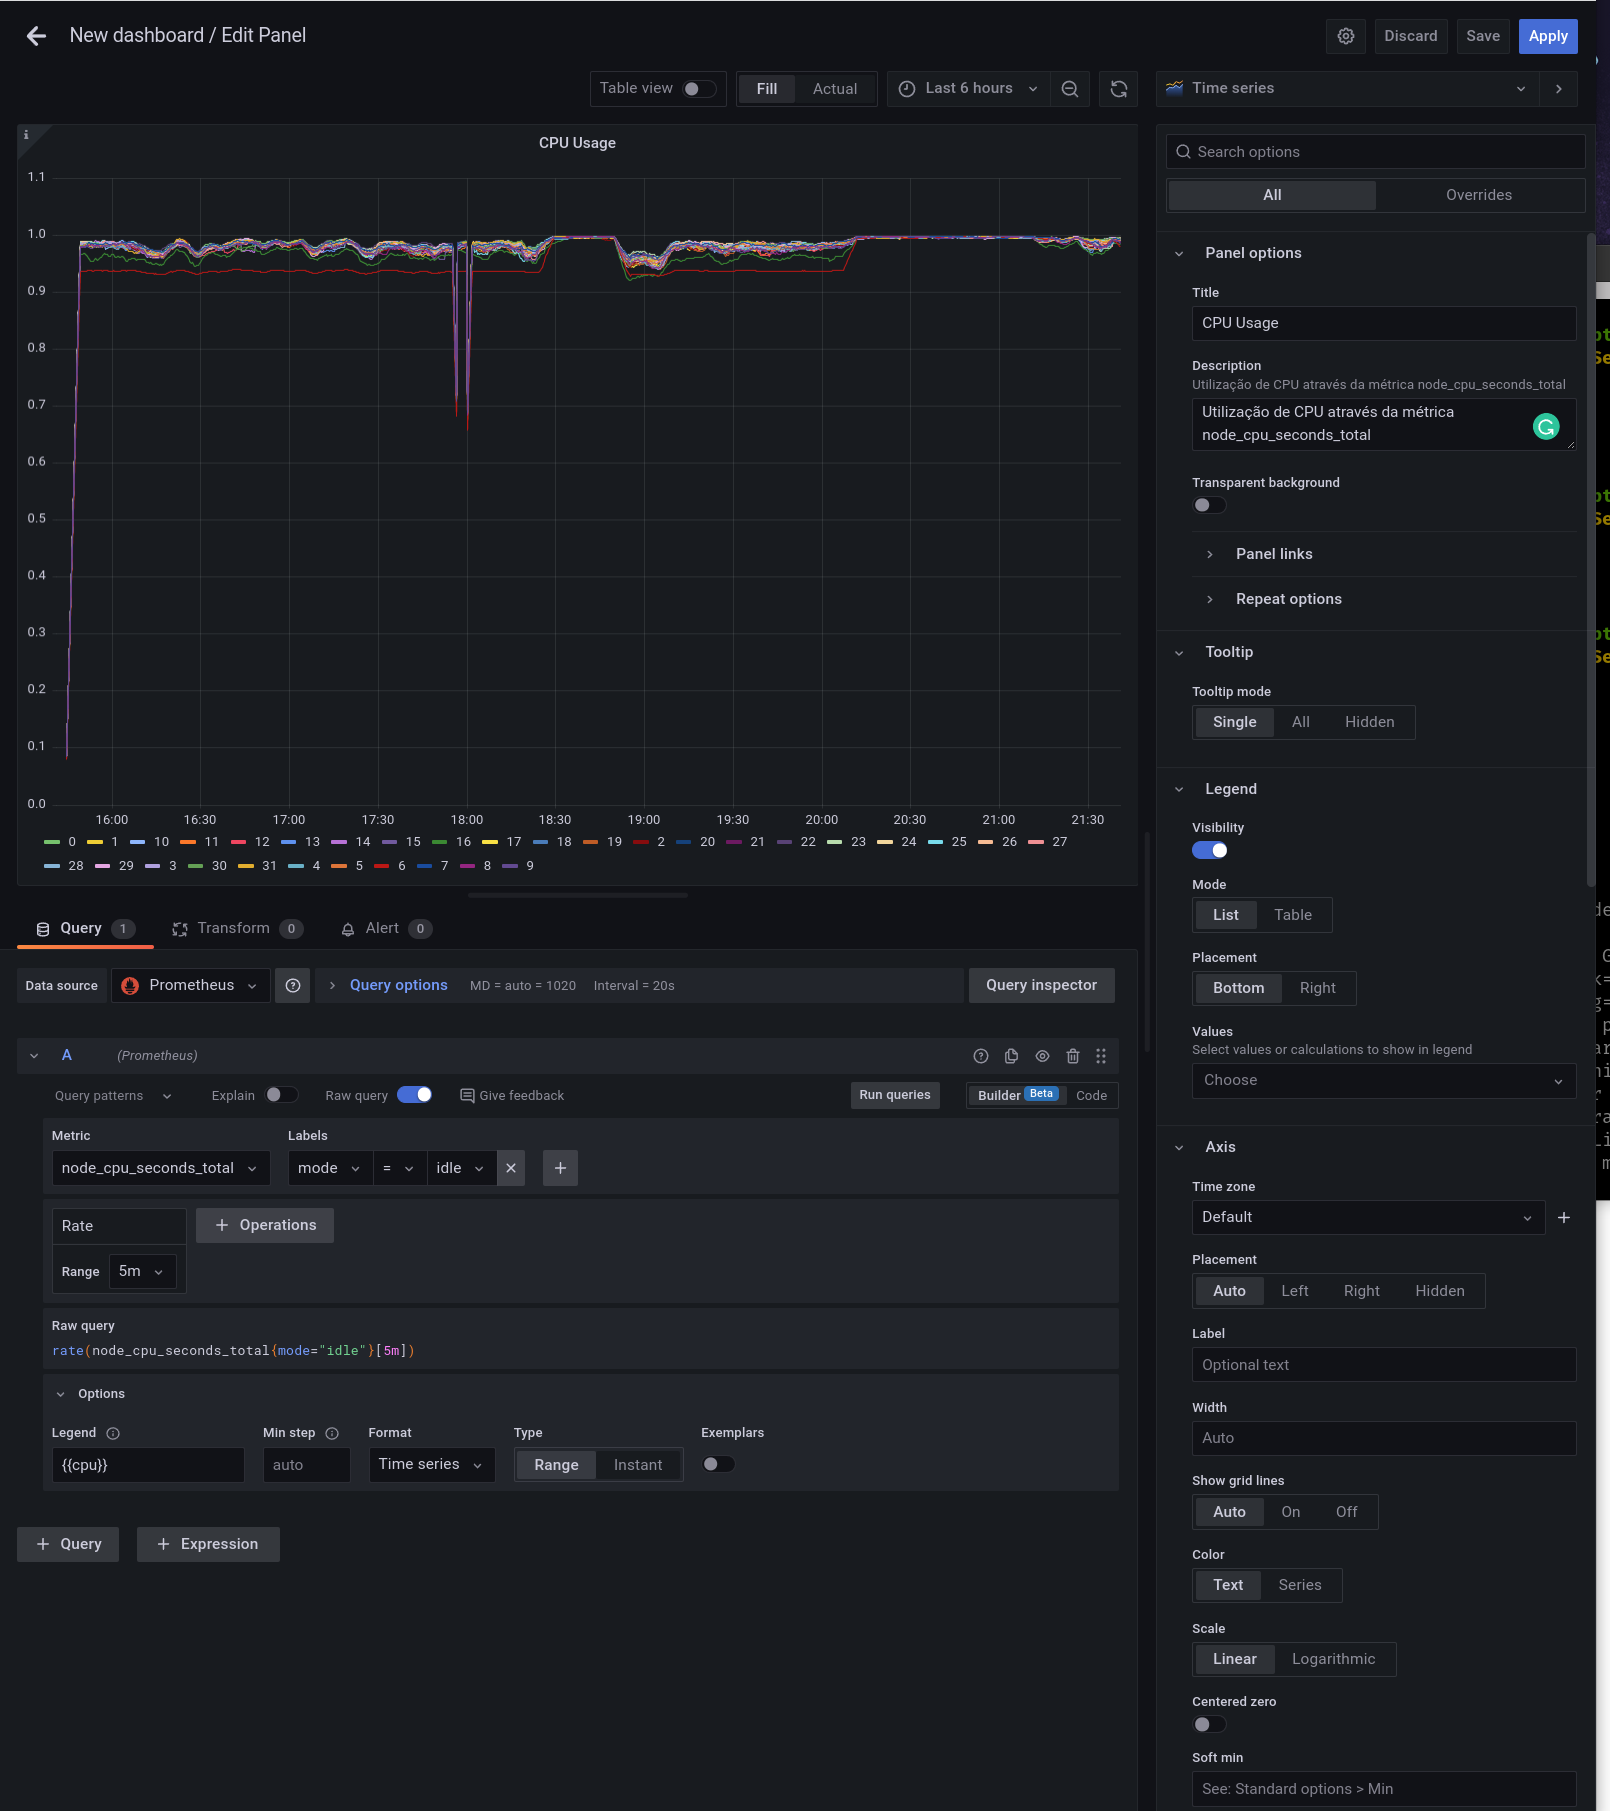 New dashboard / Edit Panel
Discard
Save
Apply
Table view
Fill
Actual
Last 6 hours
Time series
CPU Usage
1.1
1.0
0.9
0.8
0.7
0.6
0.5
0.4
0.3
0.2
0.1
0.0
16:00 16:30 17:00 17:30 18:00 18:30 19:00 19:30 20:00 20:30 21:00 21:30
0 1 10 11 12 13 14 15 16 17 18 19 2 20 21 22 23 24 25 26 27
28 29 3 30 31 4 5 6 7 8 9
Query 1
Transform 0
Alert 0
Data source
Prometheus
Query options
MD = auto = 1020
Interval = 20s
Query inspector
A
(Prometheus)
Query patterns
Explain
Raw query
Give feedback
Run queries
Builder Beta
Code
Metric
Labels
node_cpu_seconds_total
mode
=
idle
Rate
Operations
Range
5m
Raw query
rate(node_cpu_seconds_total{mode="idle"}[5m])
Options
Legend
Min step
Format
Type
Exemplars
{{cpu}}
auto
Time series
Range
Instant
+ Query
+ Expression
Search options
All
Overrides
Panel options
Title
CPU Usage
Description
Utilização de CPU através da métrica node_cpu_seconds_total
Utilização de CPU através da métrica
node_cpu_seconds_total
Transparent background
Panel links
Repeat options
Tooltip
Tooltip mode
Single
All
Hidden
Legend
Visibility
Mode
List
Table
Placement
Bottom
Right
Values
Select values or calculations to show in legend
Choose
Axis
Time zone
Default
Placement
Auto
Left
Right
Hidden
Label
Optional text
Width
Auto
Show grid lines
Auto
On
Off
Color
Text
Series
Scale
Linear
Logarithmic
Centered zero
Soft min
See: Standard options > Min